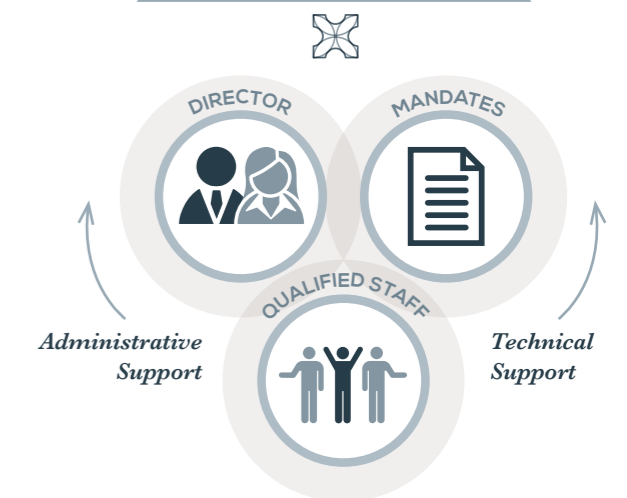 DIRECTOR
MANDATES
QUALIFIED STAFF
Administrative
Support
Technical
Support